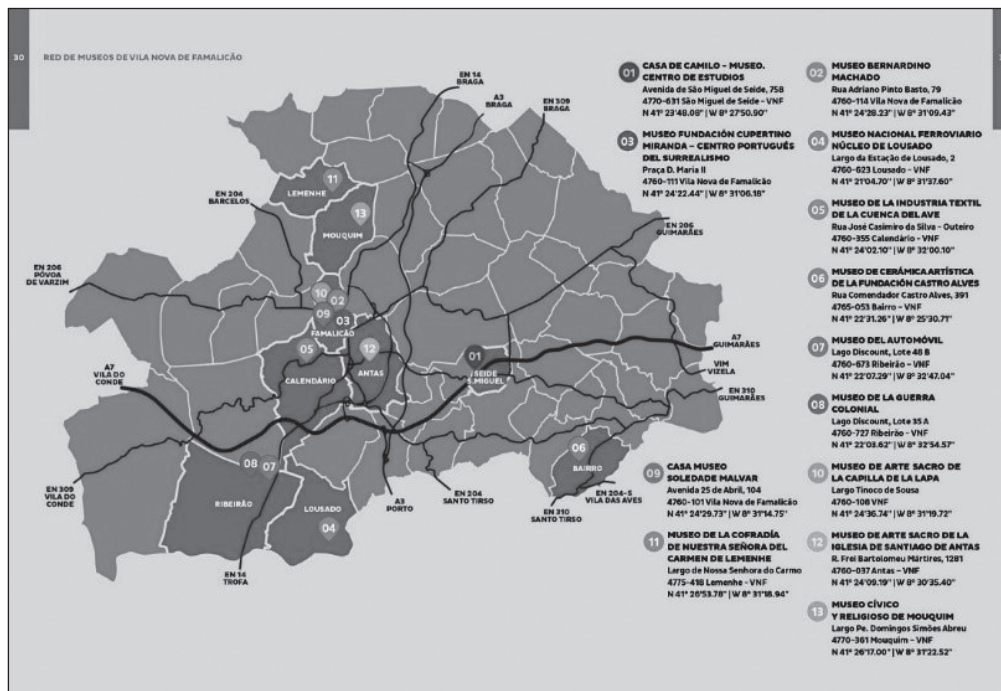 30
RED DE MUSEOS DE VILA NOVA DE FAMALICÃO
EN 14
BRAGA
A3
BRAGA
EN 309
BRAGA
11
LEMENHE
13
MOUQUIM
EN 204
BARCELOS
EN 206
GUIMARÃES
EN 206
PÓVOA
DE VARZIM
10
02
09
03
FAMALICÃO
05
CALENDÁRIO
12
ANTAS
01
SEIDE
S.MIGUEL
A7
GUIMARÃES
VIM
VIZELA
A7
VILA DO
CONDE
EN 310
GUIMARÃES
08
07
RIBEIRÃO
LOUSADO
04
06
BAIRRO
EN 309
VILA DO
CONDE
A3
PORTO
EN 204
SANTO TIRSO
EN 310
SANTO TIRSO
EN 204-5
VILA DAS AVES
EN 14
TROFA
01
CASA DE CAMILO – MUSEO.
CENTRO DE ESTUDIOS
Avenida de São Miguel de Seide, 758
4770-631 São Miguel de Seide - VNF
N 41° 23'48.08" | W 8° 27'50.90"
03
MUSEO FUNDACIÓN CUPERTINO
MIRANDA – CENTRO PORTUGUÊS
DEL SURREALISMO
Praça D. Maria II
4760-111 Vila Nova de Famalicão
N 41° 24'22.44" | W 8° 31'06.18"
09
CASA MUSEO
SOLEDADE MALVAR
Avenida 25 de Abril, 104
4760-101 Vila Nova de Famalicão
N 41° 24'29.73" | W 8° 31'14.75"
11
MUSEO DE LA COFRADÍA
DE NUESTRA SEÑORA DEL
CARMEN DE LEMENHE
Largo de Nossa Senhora do Carmo
4775-418 Lemenhe - VNF
N 41° 26'53.78" | W 8° 31'18.94"
02
MUSEO BERNARDINO
MACHADO
Rua Adriano Pinto Basto, 79
4760-114 Vila Nova de Famalicão
N 41° 24'28.23" | W 8° 31'09.43"
04
MUSEO NACIONAL FERROVIARIO
NÚCLEO DE LOUSADO
Largo da Estação de Lousado, 2
4760-623 Lousado - VNF
N 41° 21'04.70" | W 8° 31'37.60"
05
MUSEO DE LA INDUSTRIA TEXTIL
DE LA CUENCA DEL AVE
Rua José Casimiro da Silva - Outeiro
4760-355 Calendário - VNF
N 41° 24'02.10" | W 8° 32'00.10"
06
MUSEO DE CERÁMICA ARTÍSTICA
DE LA FUNDACIÓN CASTRO ALVES
Rua Comendador Castro Alves, 391
4765-053 Bairro - VNF
N 41° 22'31.26" | W 8° 25'30.71"
07
MUSEO DEL AUTOMÓVIL
Lago Discount, Lote 48 B
4760-673 Ribeirão - VNF
N 41° 22'07.29" | W 8° 32'47.04"
08
MUSEO DE LA GUERRA
COLONIAL
Lago Discount, Lote 35 A
4760-727 Ribeirão - VNF
N 41° 22'03.62" | W 8° 32'54.57"
10
MUSEO DE ARTE SACRO DE
LA CAPILLA DE LA LAPA
Largo Tinoco de Sousa
4760-108 VNF
N 41° 24'36.74" | W 8° 31'19.72"
12
MUSEO DE ARTE SACRO DE LA
IGLESIA DE SANTIAGO DE ANTAS
R. Frei Bartolomeu Mártires, 1281
4760-037 Antas - VNF
N 41° 24'09.19" | W 8° 30'35.40"
13
MUSEO CÍVICO
Y RELIGIOSO DE MOUQUIM
Largo Pe. Domingos Simões Abreu
4770-361 Mouquim - VNF
N 41° 26'17.00" | W 8° 31'22.52"